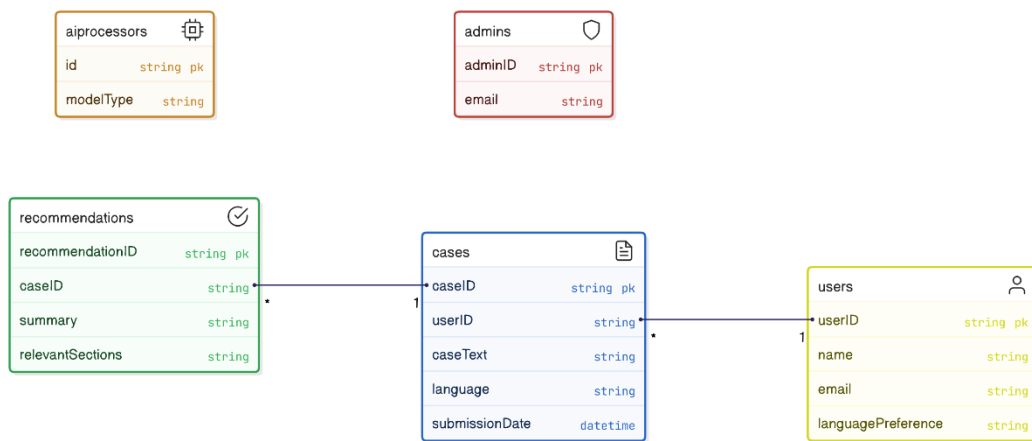 aiprocessors
id string pk
modelType string
admins
adminID string pk
email string
recommendations
recommendationID string pk
caseID string
summary string
relevantSections string
* 1
cases
caseID string pk
userID string
caseText string
language string
submissionDate datetime
* 1
users
userID string pk
name string
email string
languagePreference string